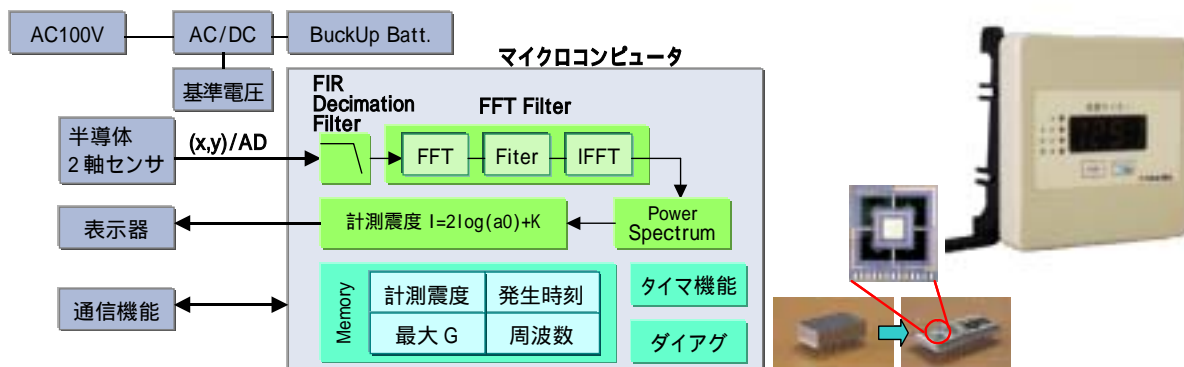 AC100V
AC/DC
BuckUp Batt.
基準電圧
マイクロコンピュータ
FIR
Decimation
Filter
FFT Filter
半導体
2軸センサ
(x,y)/AD
FFT
Fiter
IFFT
表示器
計測震度 I=2log(a0)+K
Power
Spectrum
通信機能
Memory
計測震度
発生時刻
最大G
周波数
タイマ機能
ダイアグ